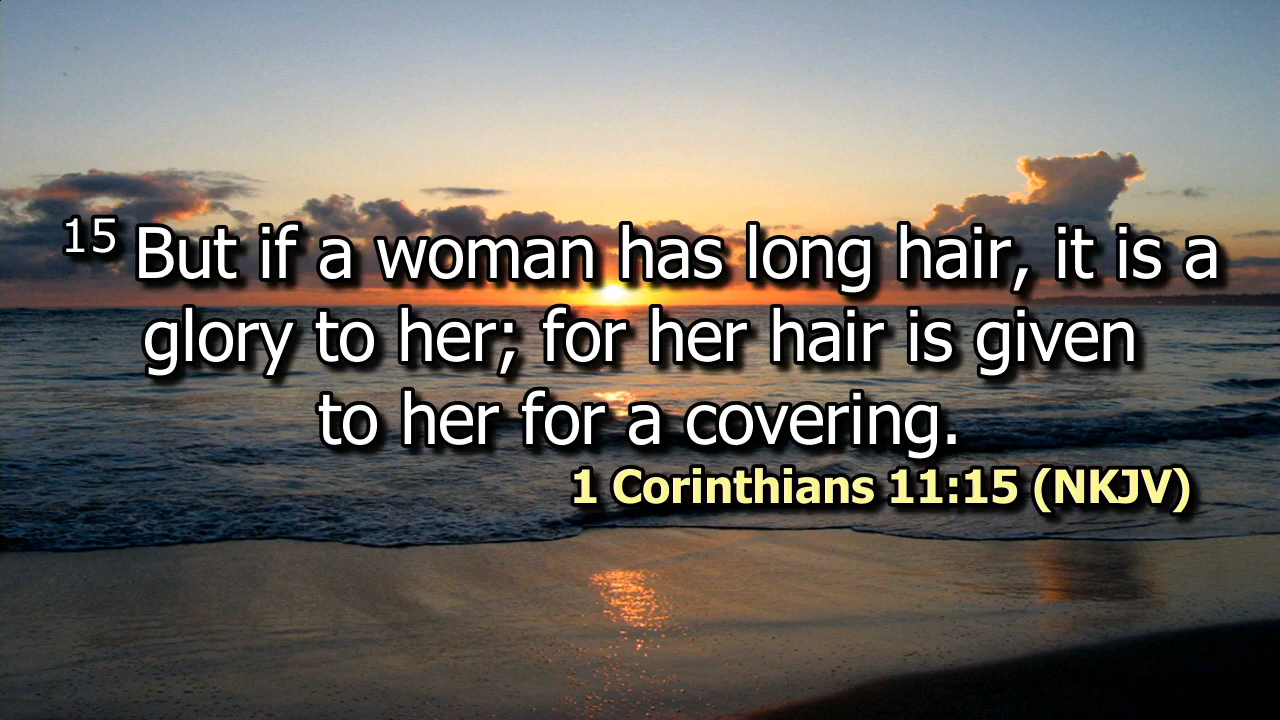 15 But if a woman has long hair, it is a
glory to her; for her hair is given
to her for a covering.
1 Corinthians 11:15 (NKJV)